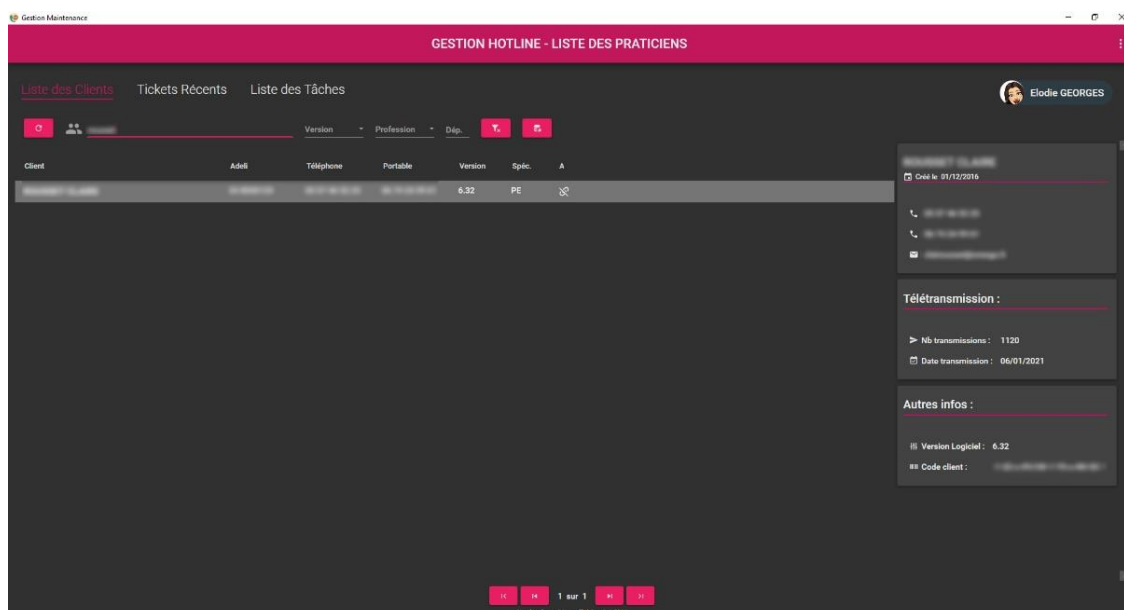 Gestion Maintenance
GESTION HOTLINE - LISTE DES PRATICIENS
Liste des Clients Tickets Récents Liste des Tâches
Elodie GEORGES
Version Profession Dép.
Client Adeli Téléphone Portable Version Spéc. A
6.32 PE
Créé le 01/12/2016
Télétransmission :
Nb transmissions : 1120
Date transmission : 06/01/2021
Autres infos :
Version Logiciel : 6.32
Code client :
1 sur 1